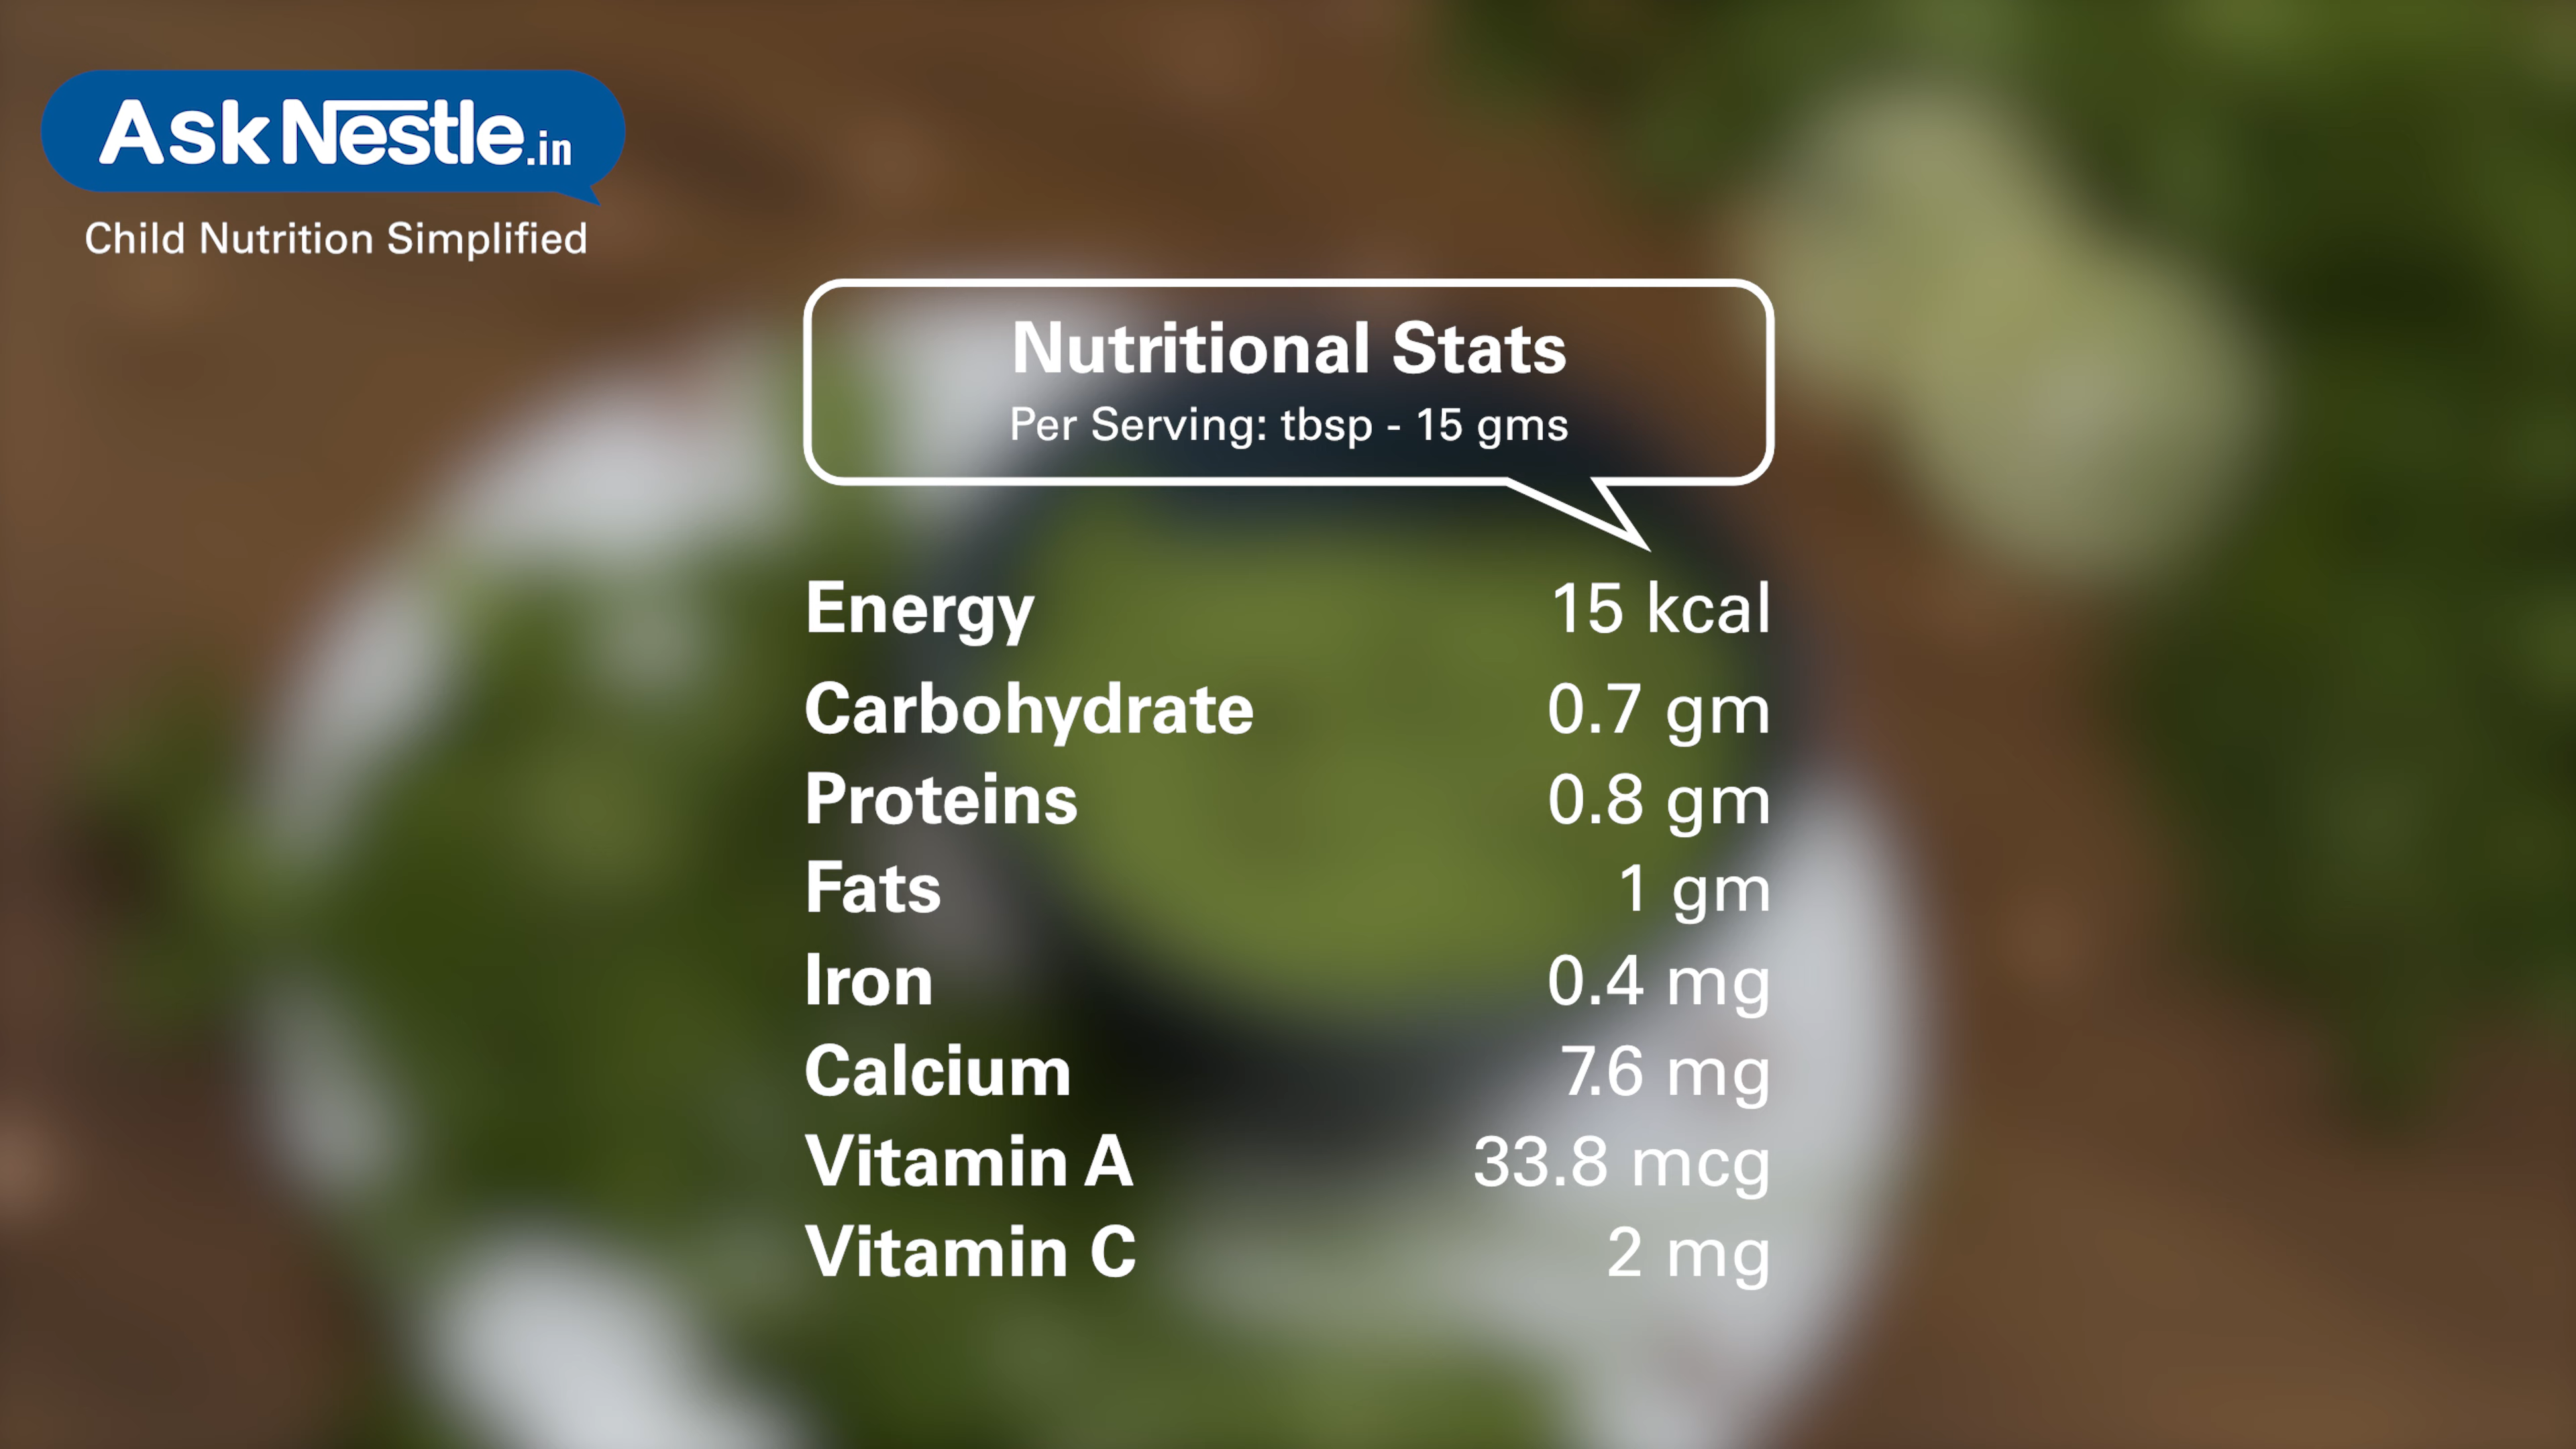 AskNestle.in
Child Nutrition Simplified
Nutritional Stats
Per Serving: tbsp - 15 gms
Energy 15 kcal
Carbohydrate 0.7 gm
Proteins 0.8 gm
Fats 1 gm
Iron 0.4 mg
Calcium 7.6 mg
Vitamin A 33.8 mcg
Vitamin C 2 mg